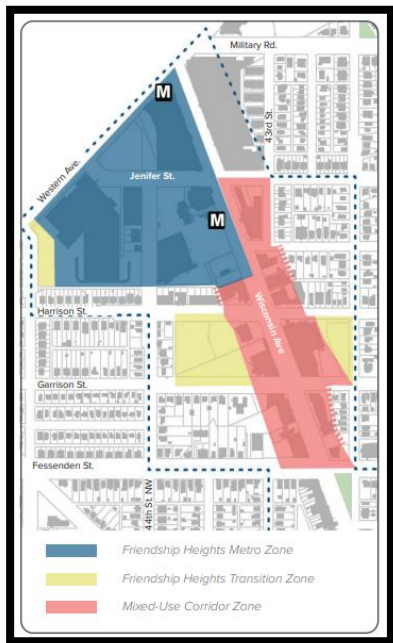 Military Rd.
M
43rd St.
Western Ave.
Jenifer St.
M
Harrison St.
Wisconsin Ave
Garrison St.
Fessenden St.
44th St. NW
Friendship Heights Metro Zone
Friendship Heights Transition Zone
Mixed-Use Corridor Zone